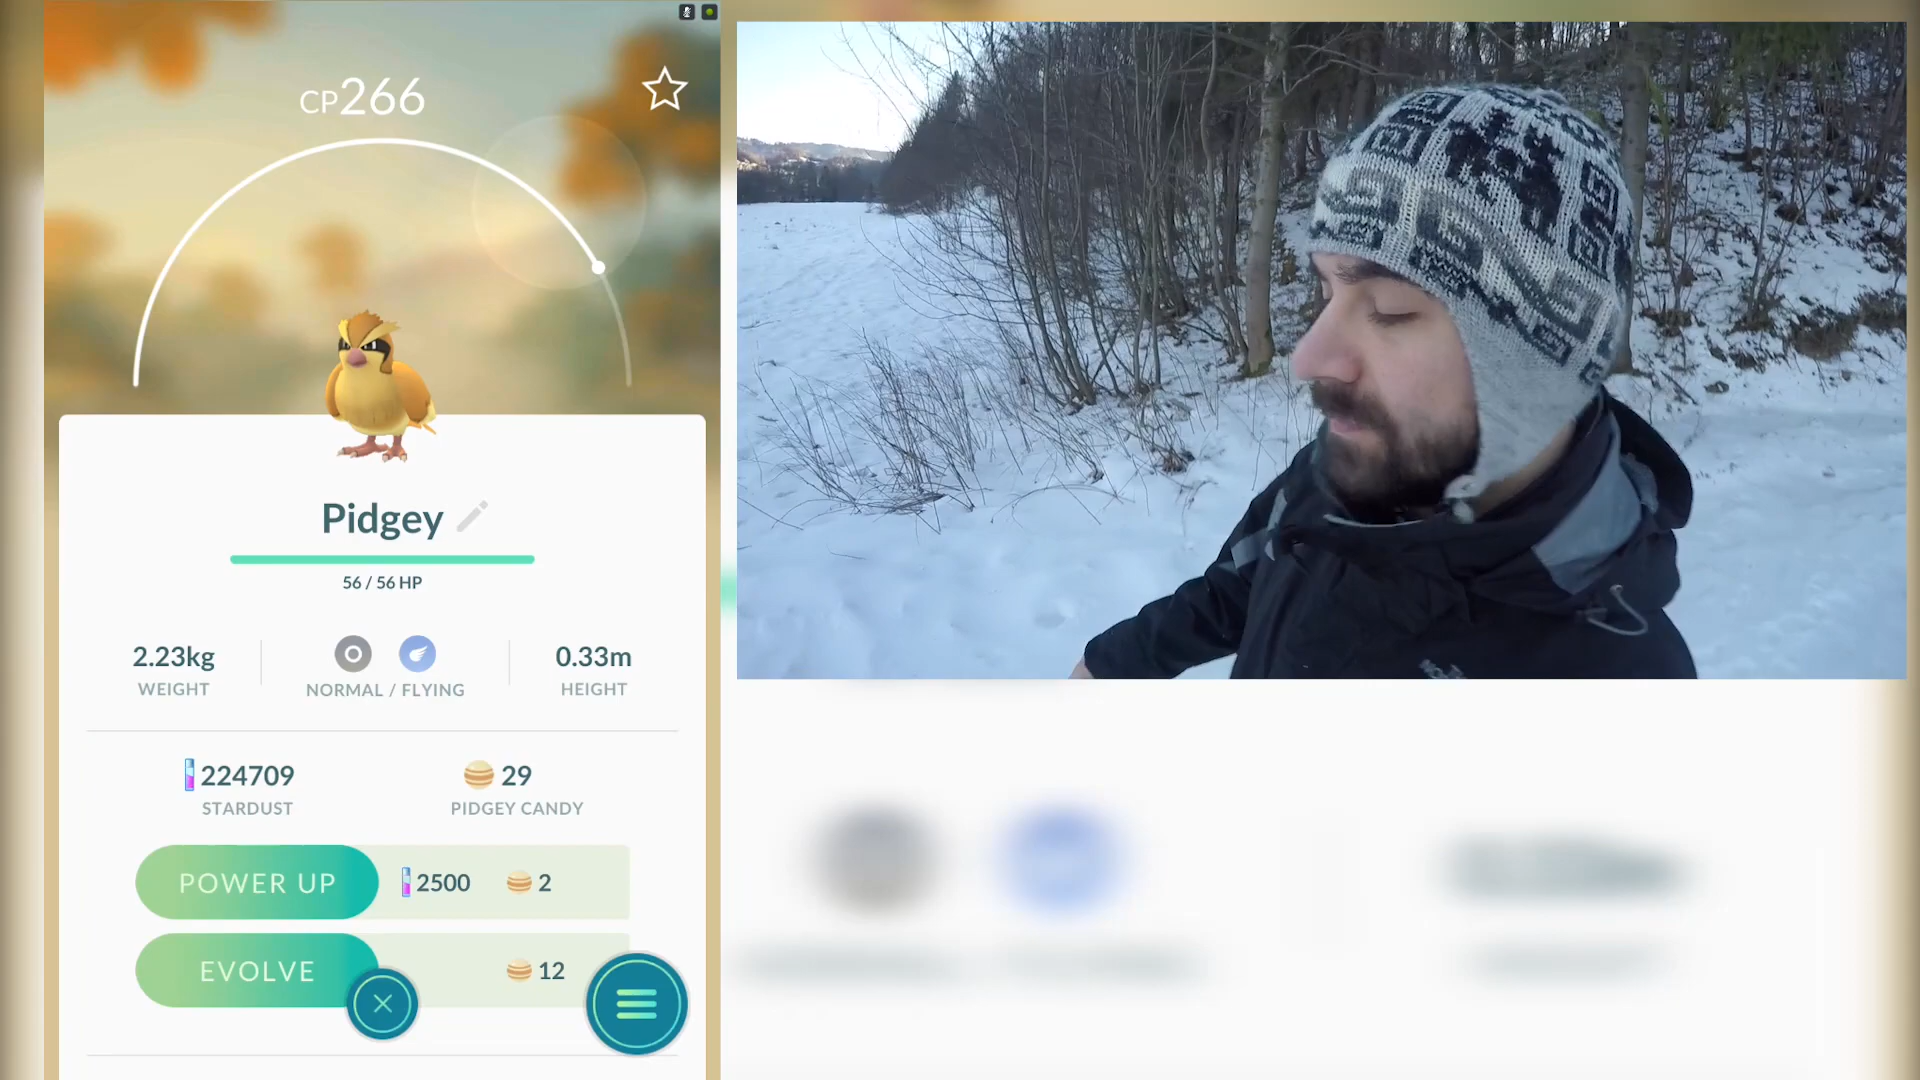 CP266
Pidgey
56 / 56 HP
2.23kg
WEIGHT
NORMAL / FLYING
0.33m
HEIGHT
224709
STARDUST
29
PIDGEY CANDY
POWER UP 2500 2
EVOLVE 12